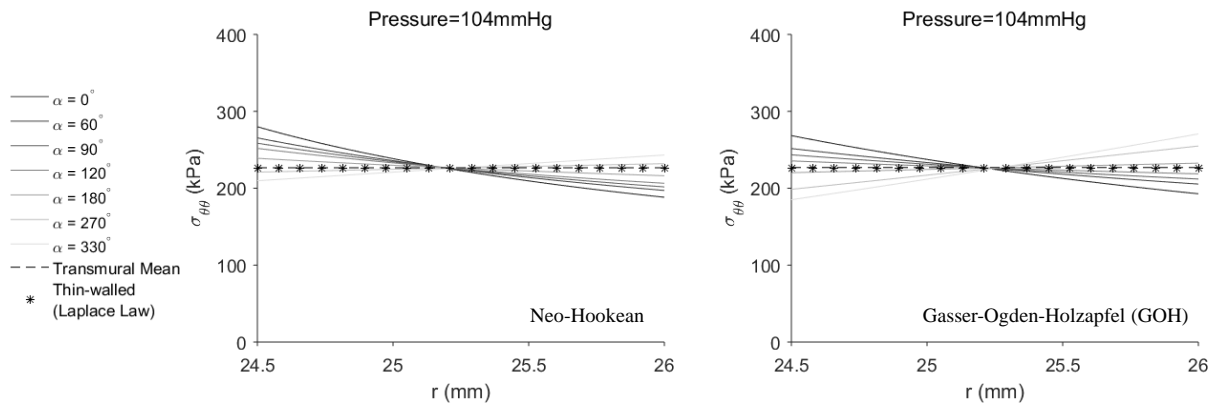 α = 0°
α = 60°
α = 90°
α = 120°
α = 180°
α = 270°
α = 330°
Transmural Mean
Thin-walled
(Laplace Law)
Pressure=104mmHg
400
300
200
100
0
σθθ (kPa)
Neo-Hookean
24.5 25 25.5 26
r (mm)
Pressure=104mmHg
400
300
200
100
0
σθθ (kPa)
Gasser-Ogden-Holzapfel (GOH)
24.5 25 25.5 26
r (mm)